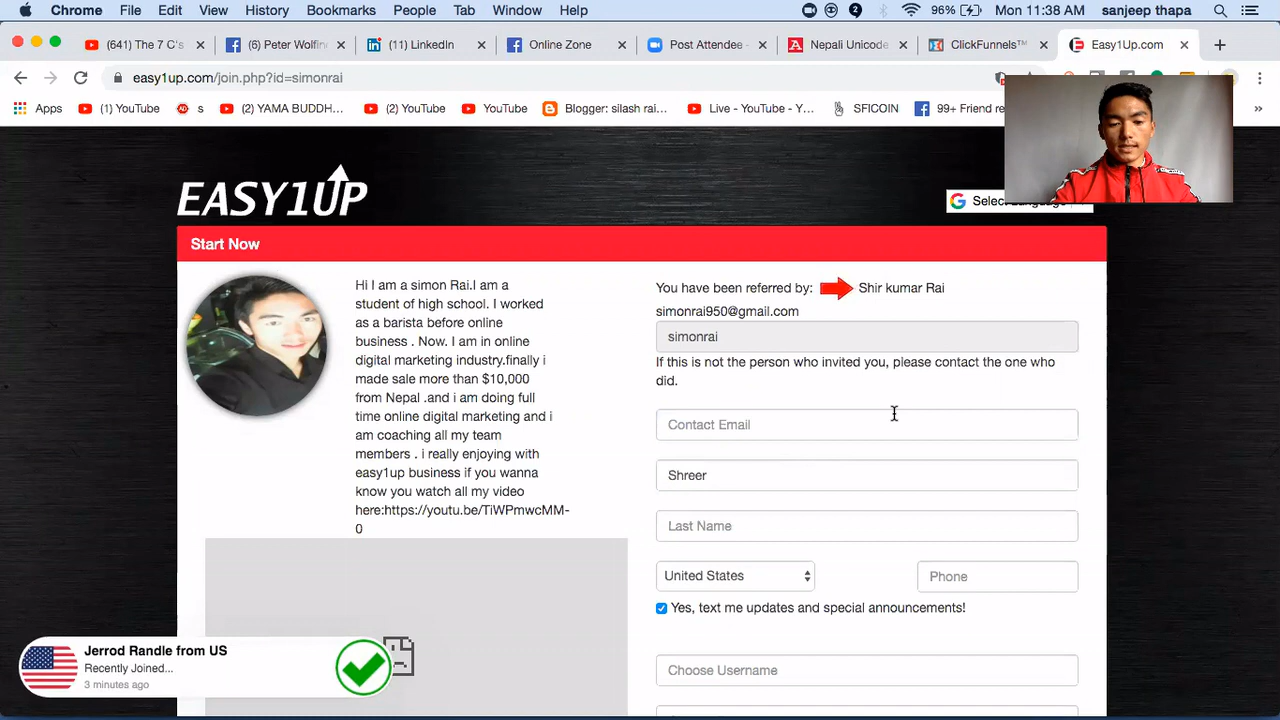 Chrome File Edit View History Bookmarks People Tab Window Help 2 96% Mon 11:38 AM sanjeep thapa
(641) The 7 C's (6) Peter Wolfin (11) LinkedIn Online Zone Post Attendee - Nepali Unicode ClickFunnels™ Easy1Up.com
easy1up.com/join.php?id=simonrai
Apps (1) YouTube s (2) YAMA BUDDH... (2) YouTube YouTube Blogger: silash rai... Live - YouTube - Y... STICOIN 99+ Friend re
EASY1UP
Select Language
Start Now
Hi I am a simon Rai.I am a
student of high school. I worked
as a barista before online
business . Now. I am in online
digital marketing industry.finally i
made sale more than $10,000
from Nepal .and i am doing full
time online digital marketing and i
am coaching all my team
members . i really enjoying with
easy1up business if you wanna
know you watch all my video
here:https://youtu.be/TiWPmwcMM-
0
You have been referred by: Shir kumar Rai
simonrai950@gmail.com
simonrai
If this is not the person who invited you, please contact the one who
did.
Contact Email
Shreer
Last Name
United States Phone
Yes, text me updates and special announcements!
Choose Username
Jerrod Randle from US
Recently Joined...
3 minutes ago